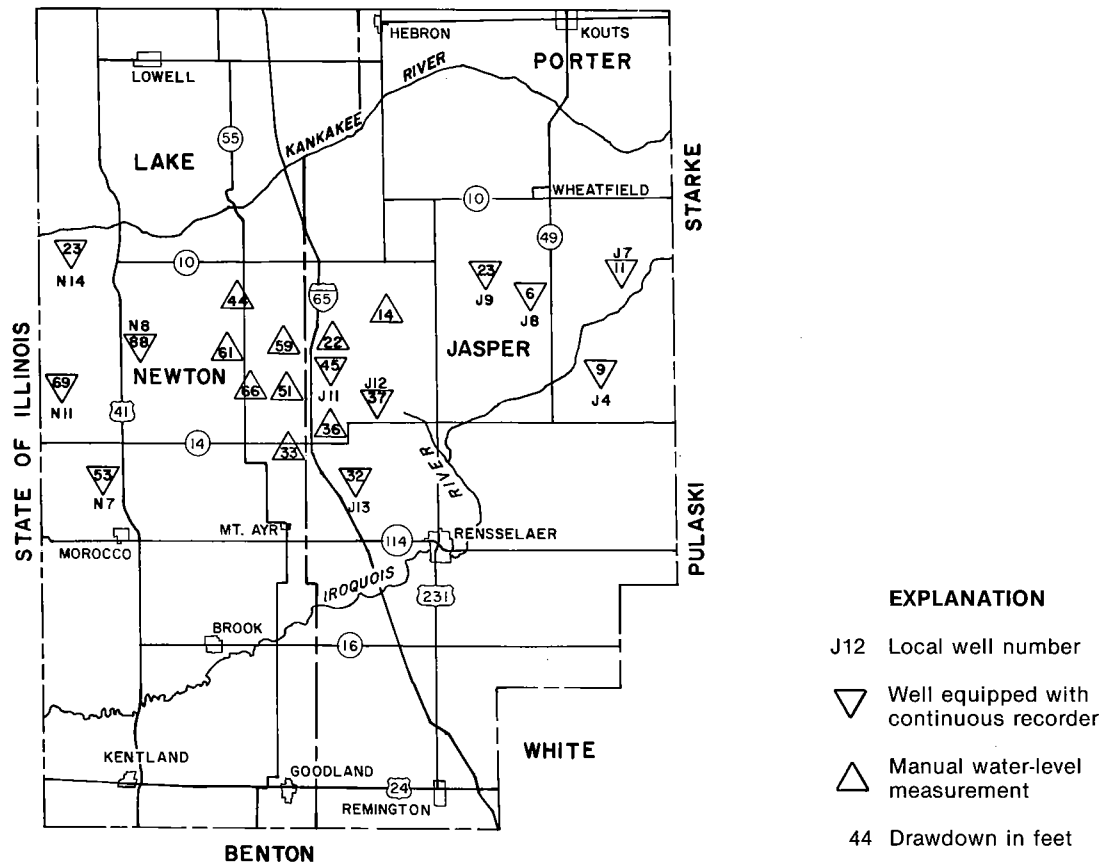 HEBRON
KOUTS
PORTER
LOWELL
RIVER
KANKAKEE
55
LAKE
STARKE
10
WHEATFIELD
49
23
N14
10
J7
11
23
J9
6
J8
44
65
14
N8
88
61
59
22
JASPER
NEWTON
69
N11
66
51
45
J11
J12
37
9
J4
41
36
STATE OF ILLINOIS
14
33
53
N7
32
J13
RIVER
PULASKI
MT. AYR
114
RENSSELAER
MOROCCO
IROQUOIS
231
BROOK
16
KENTLAND
GOODLAND
24
REMINGTON
WHITE
BENTON
EXPLANATION
J12 Local well number
Well equipped with
continuous recorder
Manual water-level
measurement
44 Drawdown in feet